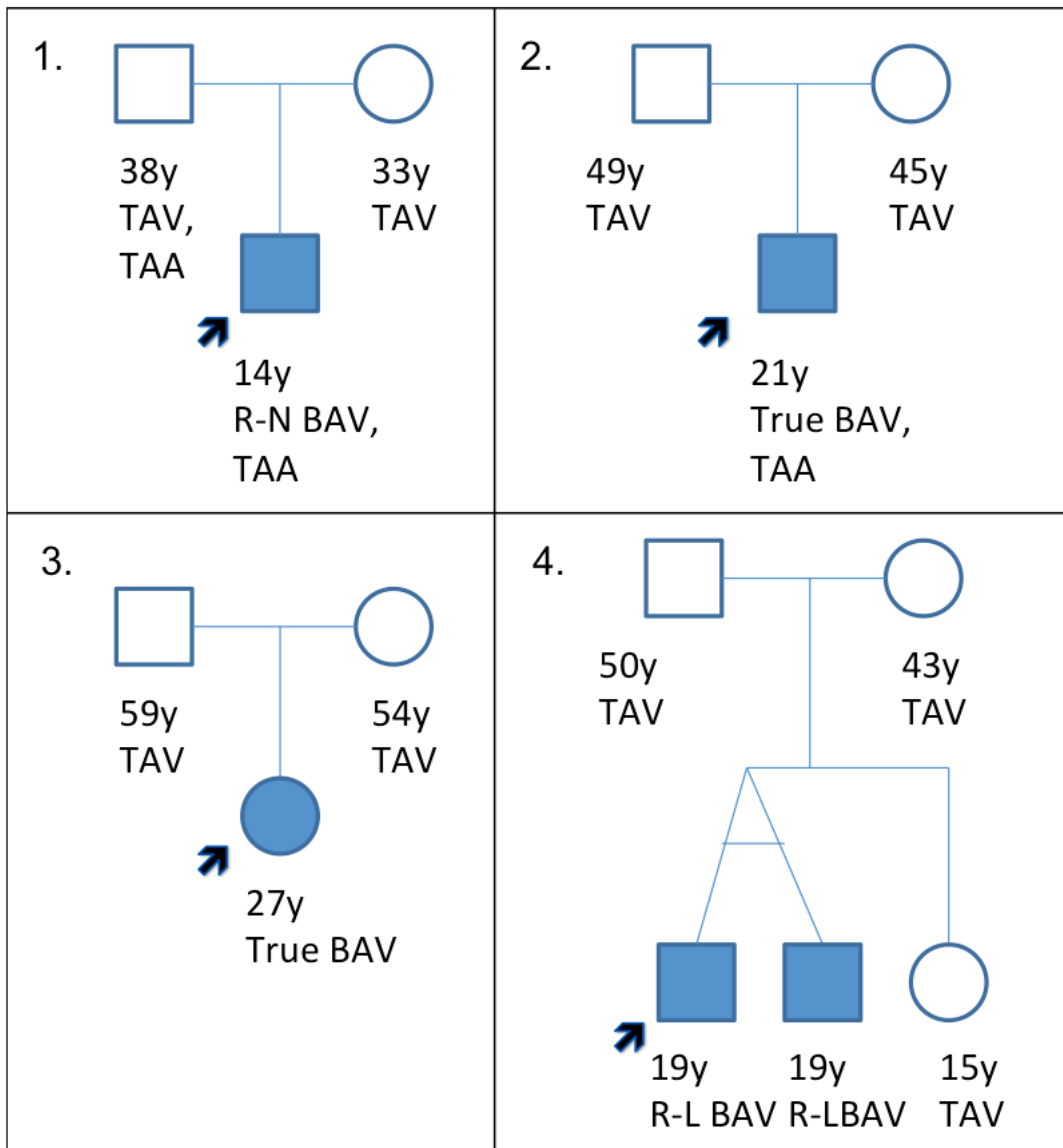 1.
38y
TAV,
TAA
33y
TAV
14y
R-N BAV,
TAA
2.
49y
TAV
45y
TAV
21y
True BAV,
TAA
3.
59y
TAV
54y
TAV
27y
True BAV
4.
50y
TAV
43y
TAV
19y
R-L BAV
19y
R-LBAV
15y
TAV